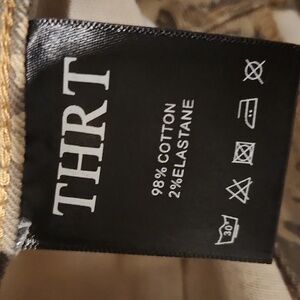 THRT
98% COTTON
2% ELASTANE
30°